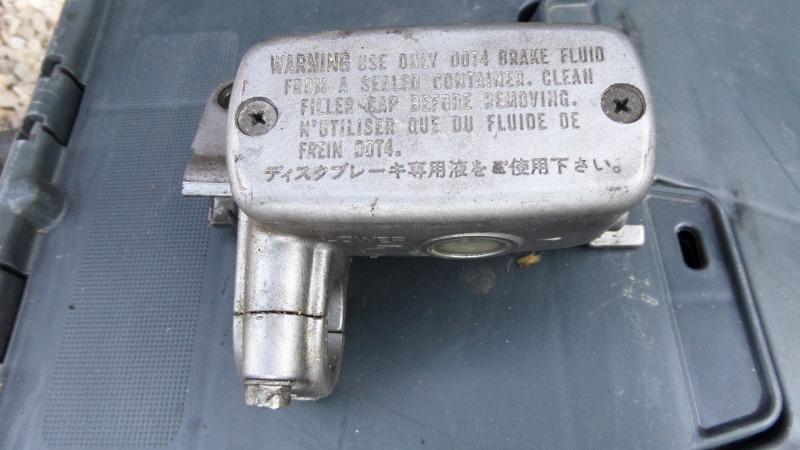 WARNING USE ONLY DOT4 BRAKE FLUID
FROM A SEALED CONTAINER. CLEAN
FILLER CAP BEFORE REMOVING.
N'UTILISER QUE DU FLUIDE DE
FREIN DOT4.
ディスクブレーキ専用液をご使用下さい。
LOWER